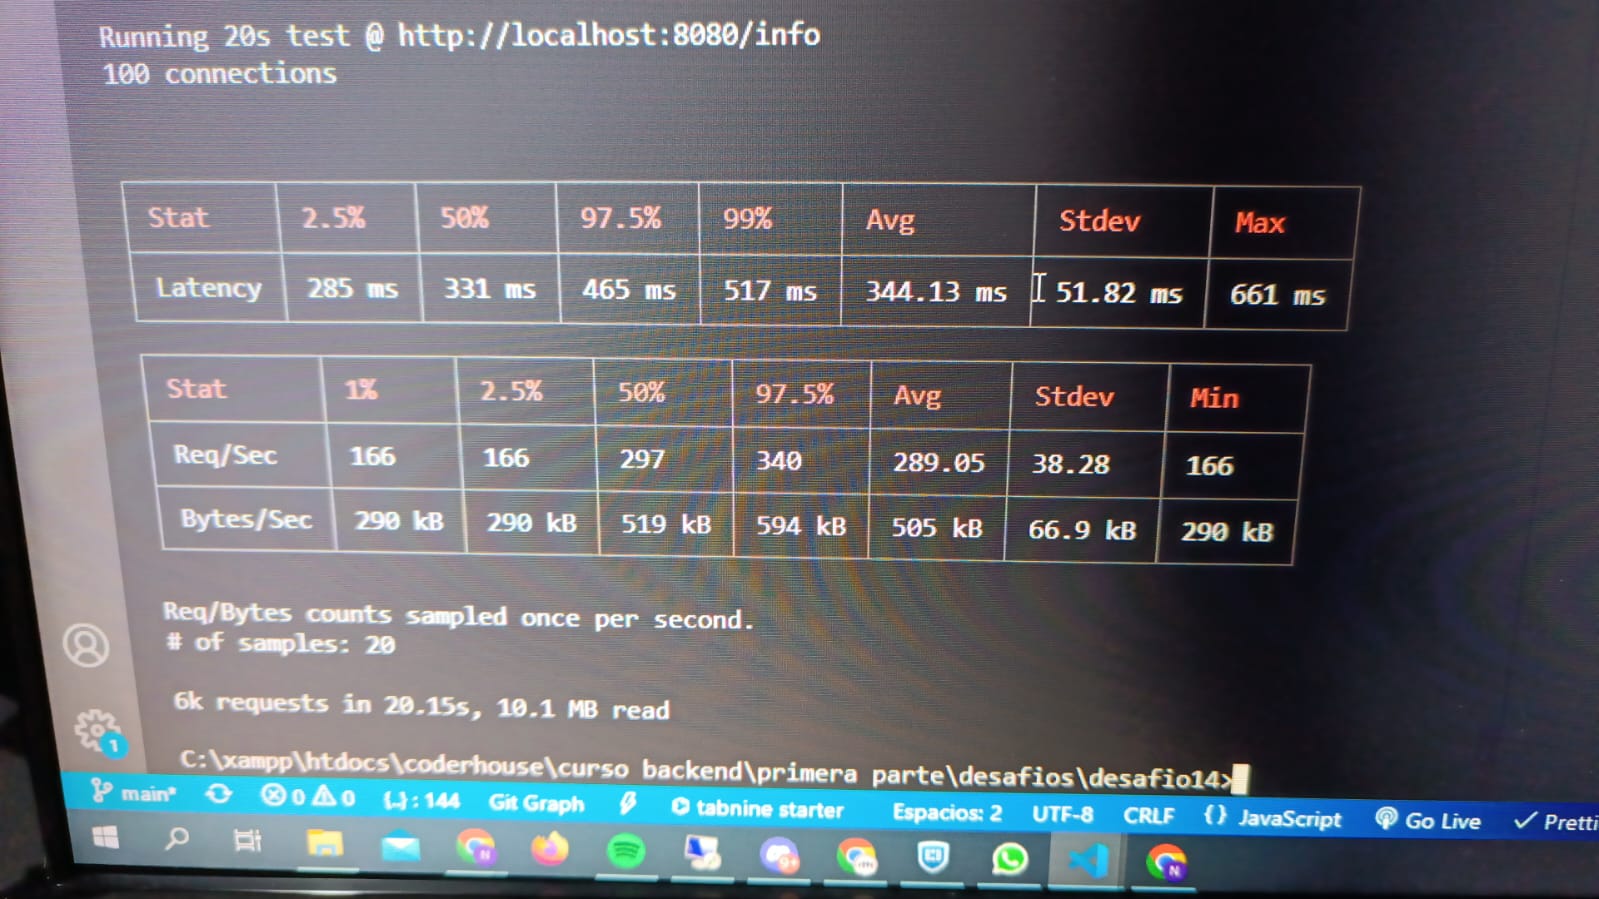 Running 20s test @ http://localhost:8080/info
100 connections
Stat 2.5% 50% 97.5% 99% Avg Stdev Max
Latency 285 ms 331 ms 465 ms 517 ms 344.13 ms 51.82 ms 661 ms
Stat 1% 2.5% 50% 97.5% Avg Stdev Min
Req/Sec 166 166 297 340 289.05 38.28 166
Bytes/Sec 290 kB 290 kB 519 kB 594 kB 505 kB 66.9 kB 290 kB
Req/Bytes counts sampled once per second.
# of samples: 20
6k requests in 20.15s, 10.1 MB read
C:\xampp\htdocs\coderhouse\curso backend\primera parte\desafios\desafio14>
1
main* 0 0 {..} : 144 Git Graph tabnine starter Espacios: 2 UTF-8 CRLF {} JavaScript Go Live ✓ Pretti
N 9+ m N